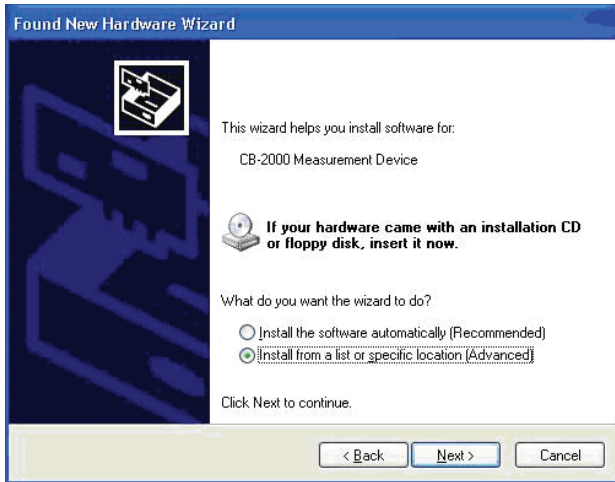 Found New Hardware Wizard
This wizard helps you install software for:
CB-2000 Measurement Device
If your hardware came with an installation CD
or floppy disk, insert it now.
What do you want the wizard to do?
Install the software automatically (Recommended)
Install from a list or specific location (Advanced)
Click Next to continue.
< Back
Next >
Cancel